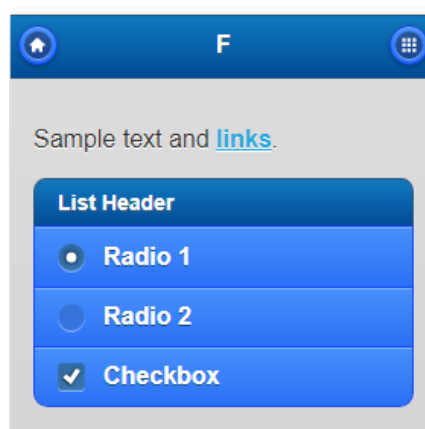 F
Sample text and links.
List Header
Radio 1
Radio 2
Checkbox